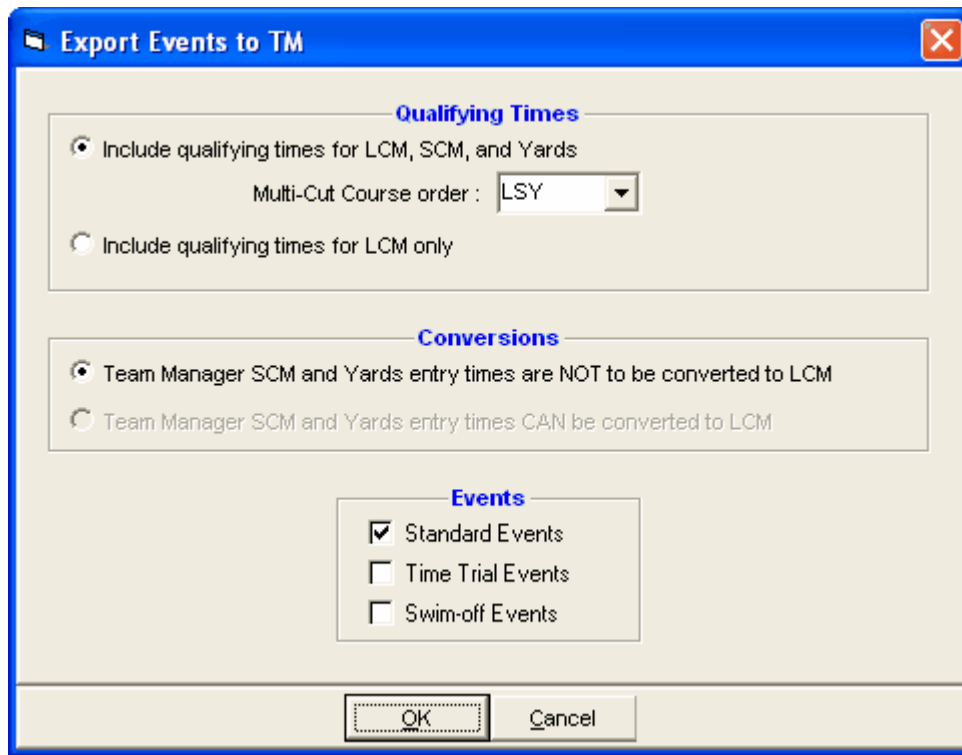 Export Events to TM
Qualifying Times
Include qualifying times for LCM, SCM, and Yards
Multi-Cut Course order : LSY
Include qualifying times for LCM only
Conversions
Team Manager SCM and Yards entry times are NOT to be converted to LCM
Team Manager SCM and Yards entry times CAN be converted to LCM
Events
Standard Events
Time Trial Events
Swim-off Events
OK Cancel